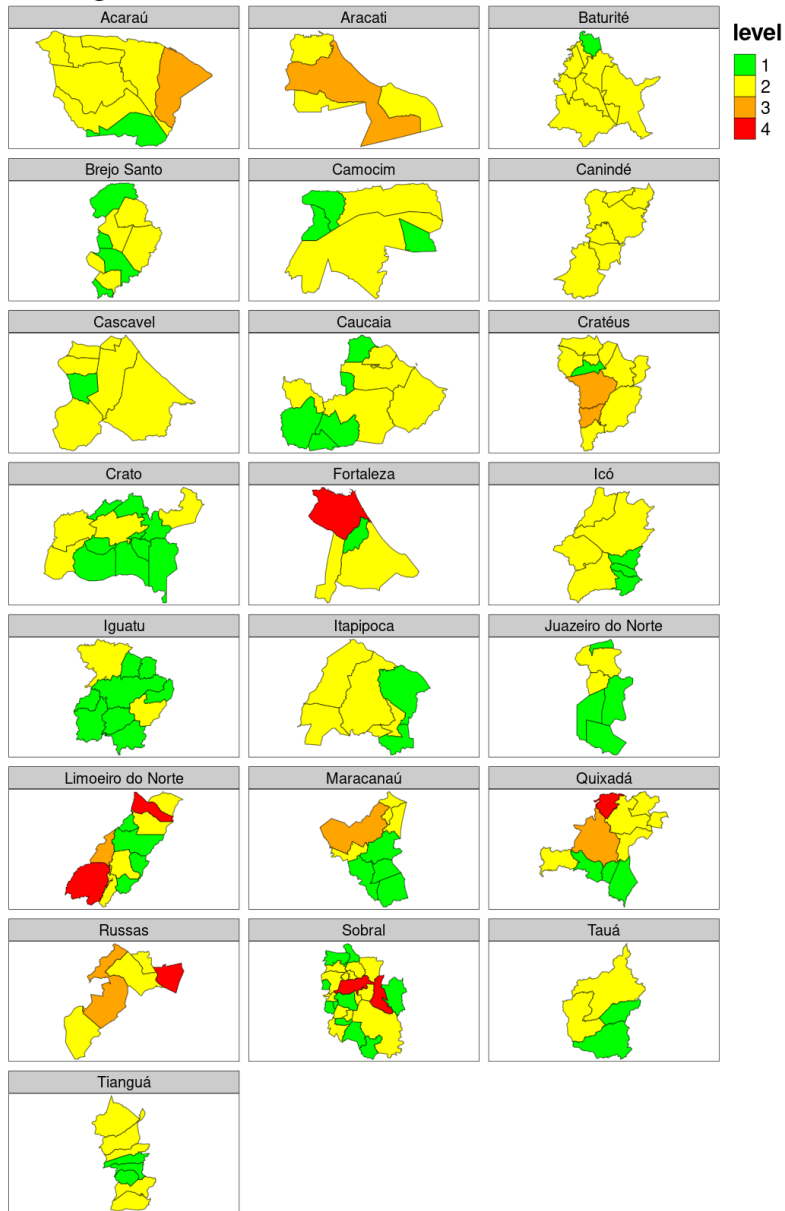 Acaraú
Aracati
Baturité
level
1
2
3
4
Brejo Santo
Camocim
Canindé
Cascavel
Caucaia
Cratéus
Crato
Fortaleza
Icó
Iguatu
Itapipoca
Juazeiro do Norte
Limoeiro do Norte
Maracanaú
Quixadá
Russas
Sobral
Tauá
Tianguá